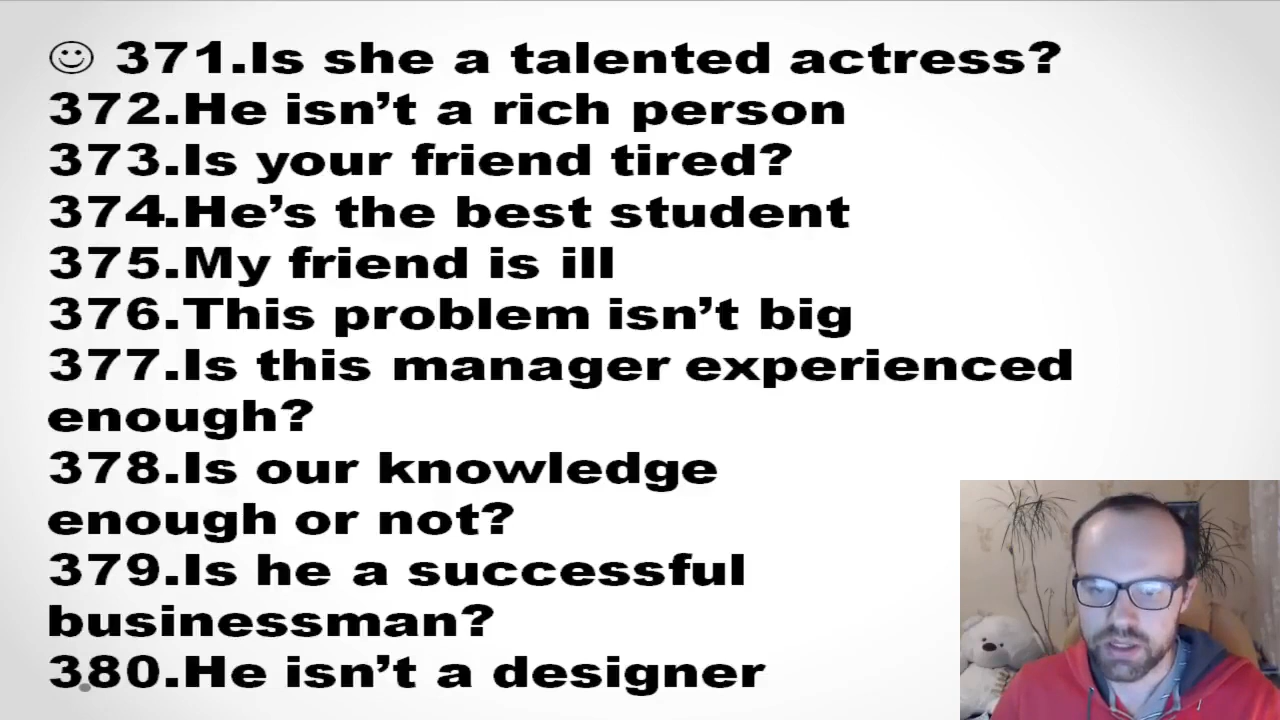 ☺ 371.Is she a talented actress?
372.He isn’t a rich person
373.Is your friend tired?
374.He’s the best student
375.My friend is ill
376.This problem isn’t big
377.Is this manager experienced
enough?
378.Is our knowledge
enough or not?
379.Is he a successful
businessman?
380.He isn’t a designer